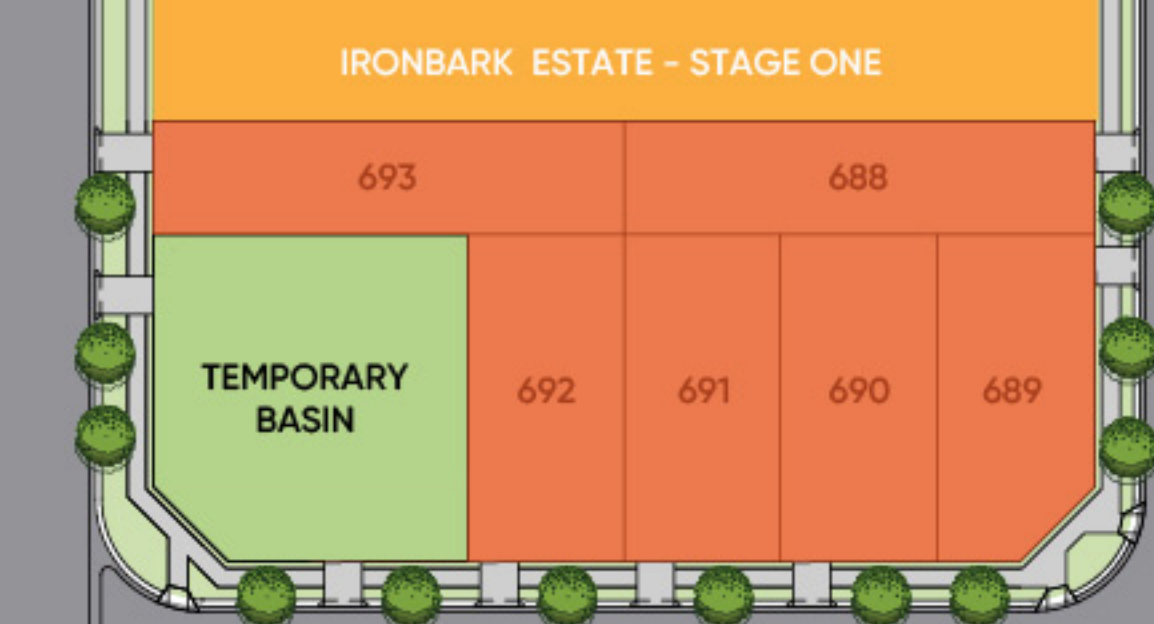 IRONBARK ESTATE - STAGE ONE
693
688
TEMPORARY
BASIN
692
691
690
689